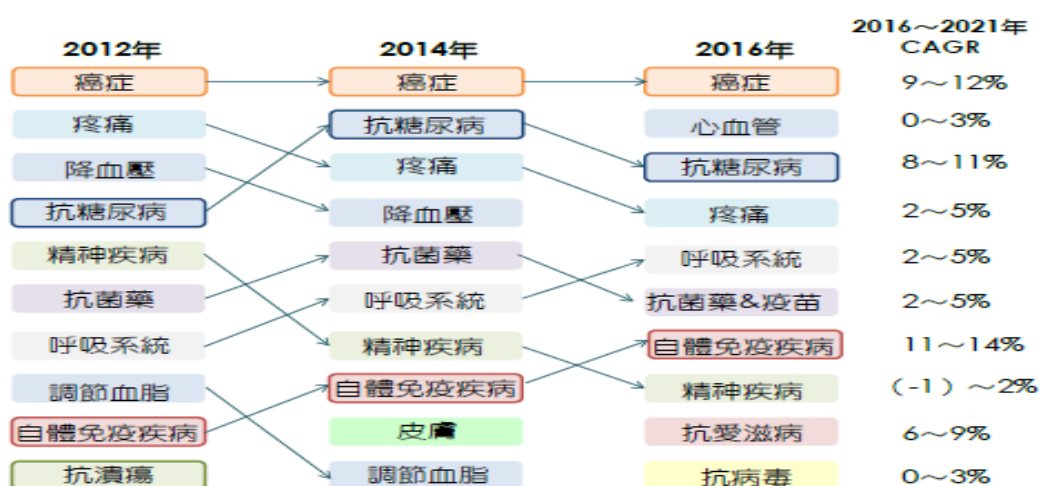 2012年 2014年 2016年 2016～2021年 CAGR
癌症 癌症 癌症 9～12%
疼痛 抗糖尿病 心血管 0～3%
降血壓 疼痛 抗糖尿病 8～11%
抗糖尿病 降血壓 疼痛 2～5%
精神疾病 抗菌藥 呼吸系統 2～5%
抗菌藥 呼吸系統 抗菌藥&疫苗 2～5%
呼吸系統 精神疾病 自體免疫疾病 11～14%
調節血脂 自體免疫疾病 精神疾病 (-1) ～2%
自體免疫疾病 皮膚 抗愛滋病 6～9%
抗潰瘍 調節血脂 抗病毒 0～3%